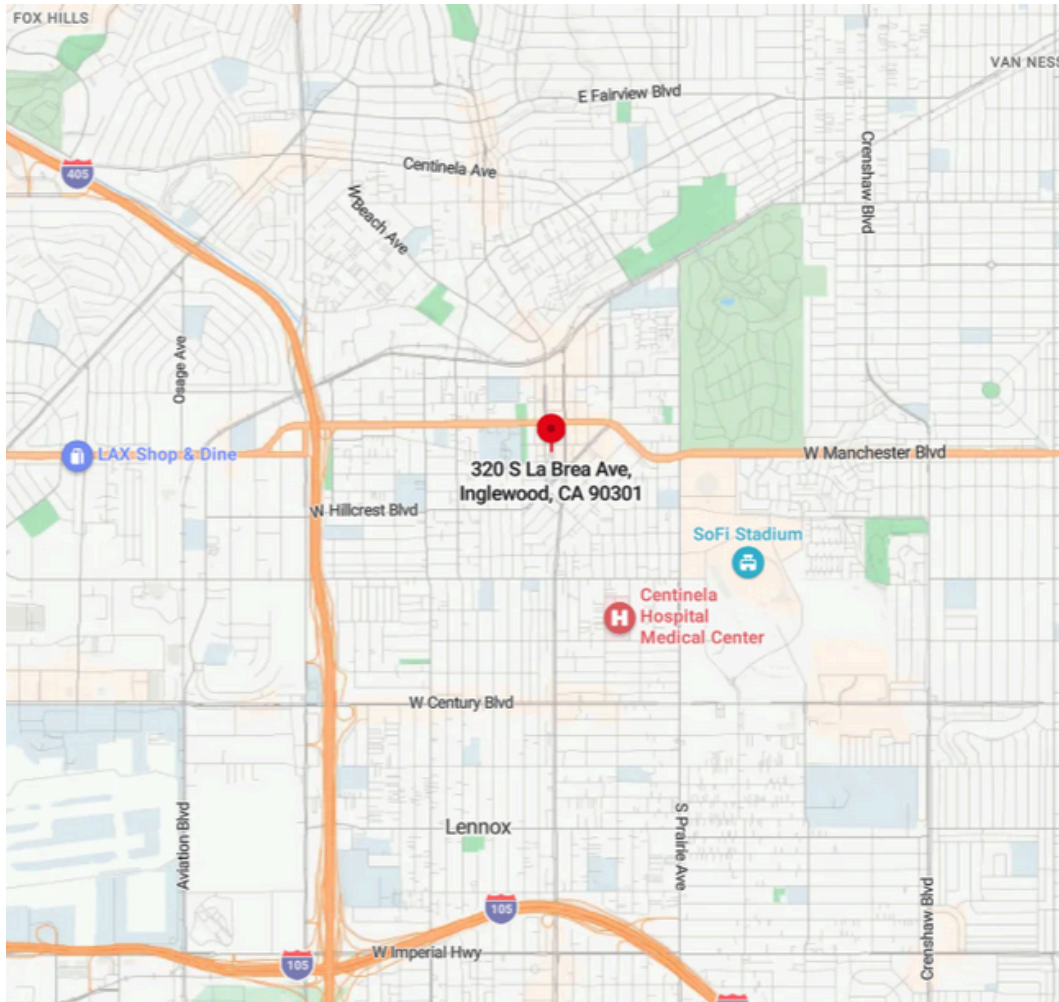 FOX HILLS
VAN NESS
E Fairview Blvd
405
Centinela Ave
Crenshaw Blvd
W Beach Ave
Osage Ave
LAX Shop & Dine
W Manchester Blvd
320 S La Brea Ave,
Inglewood, CA 90301
W Hillcrest Blvd
SoFi Stadium
Centinela
Hospital
Medical Center
H
W Century Blvd
Lennox
Aviation Blvd
S Prairie Ave
105
Crenshaw Blvd
W Imperial Hwy
105